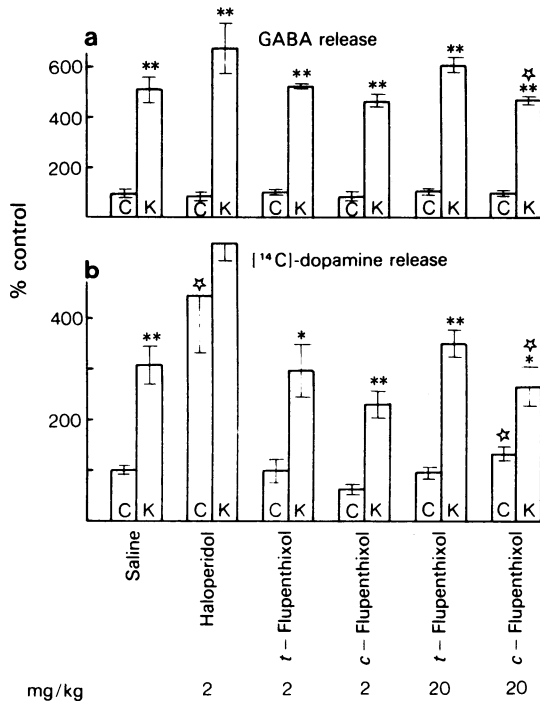 a GABA release
** ** ** ** ** ☆ **
600
400
200
C K C K C K C K C K C K
% control
b [¹⁴C]-dopamine release
** ☆ * ** ** ☆ ☆ *
400
200
C K C K C K C K C K C K
Saline
Haloperidol
t – Flupenthixol
c – Flupenthixol
t – Flupenthixol
c – Flupenthixol
mg/kg 2 2 2 20 20